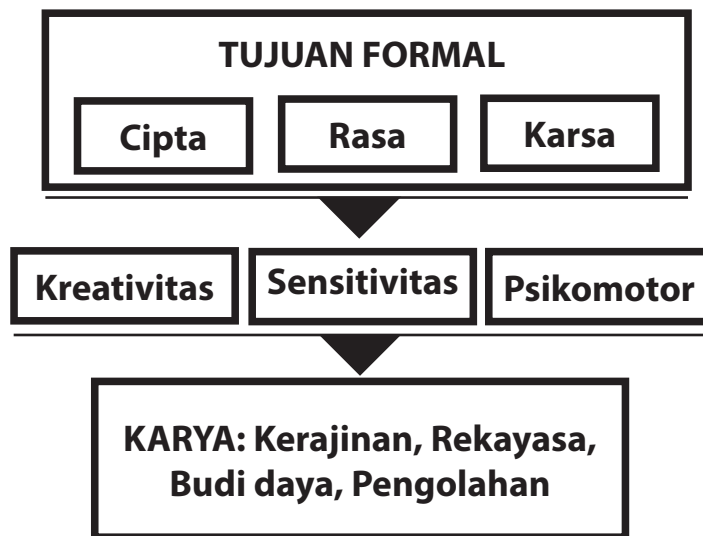 TUJUAN FORMAL
Cipta
Rasa
Karsa
Kreativitas
Sensitivitas
Psikomotor
KARYA: Kerajinan, Rekayasa,
Budi daya, Pengolahan